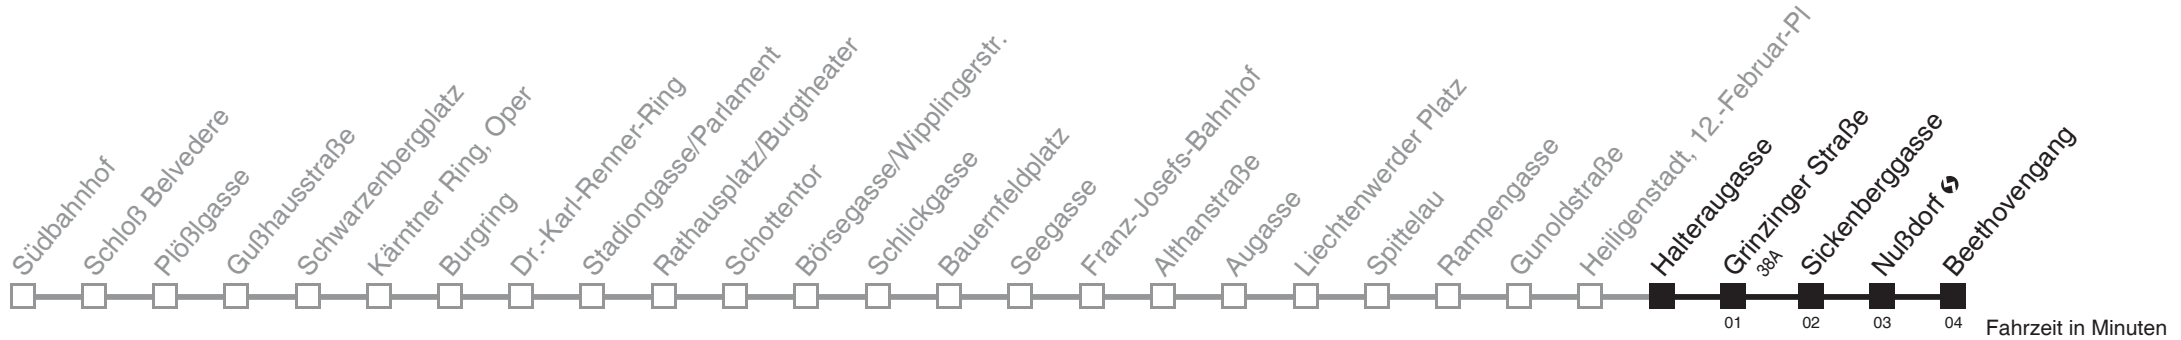 Südbahnhof
Schloß Belvedere
Plößlgasse
Gußhausstraße
Schwarzenbergplatz
Kärntner Ring, Oper
Burgring
Dr.-Karl-Renner-Ring
Stadiongasse/Parlament
Rathausplatz/Burgtheater
Schottentor
Börsegasse/Wipplingerstr.
Schlickgasse
Bauernfeldplatz
Seegasse
Franz-Josefs-Bahnhof
Althanstraße
Augasse
Liechtenwerder Platz
Spittelau
Rampengasse
Gunoldstraße
Heiligenstadt, 12.-Februar-Pl
Halteraugasse
Grinzinger Straße
38A
Sickenberggasse
Nußdorf
Beethovengang
01 02 03 04 Fahrzeit in Minuten